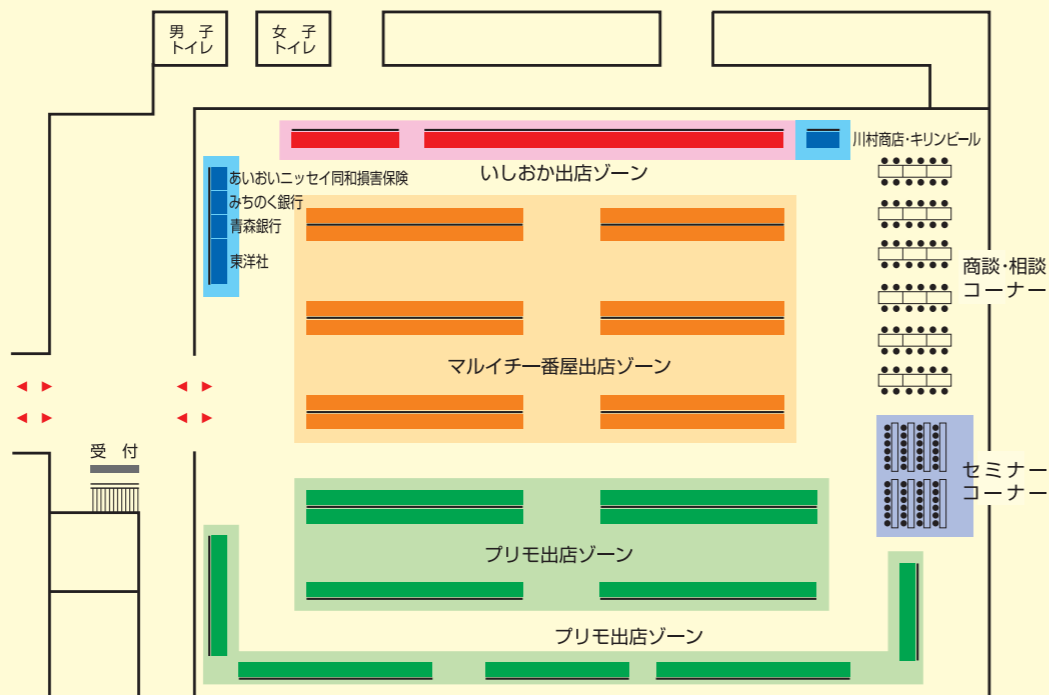 男 子
トイレ
女 子
トイレ
川村商店・キリンビール
いしおか出店ゾーン
あいおいニッセイ同和損害保険
みちのく銀行
青森銀行
東洋社
商談・相談
コーナー
マルイチ一番屋出店ゾーン
受 付
セミナー
コーナー
プリモ出店ゾーン
プリモ出店ゾーン